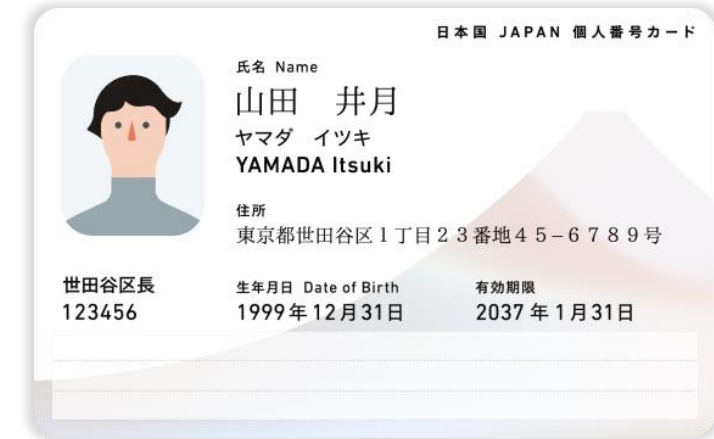 日本国 JAPAN 個人番号カード
氏名 Name
山田　井月
ヤマダ　イツキ
YAMADA Itsuki
住所
東京都世田谷区１丁目２３番地４５−６７８９号
世田谷区長
123456
生年月日 Date of Birth
1999年12月31日
有効期限
2037年1月31日